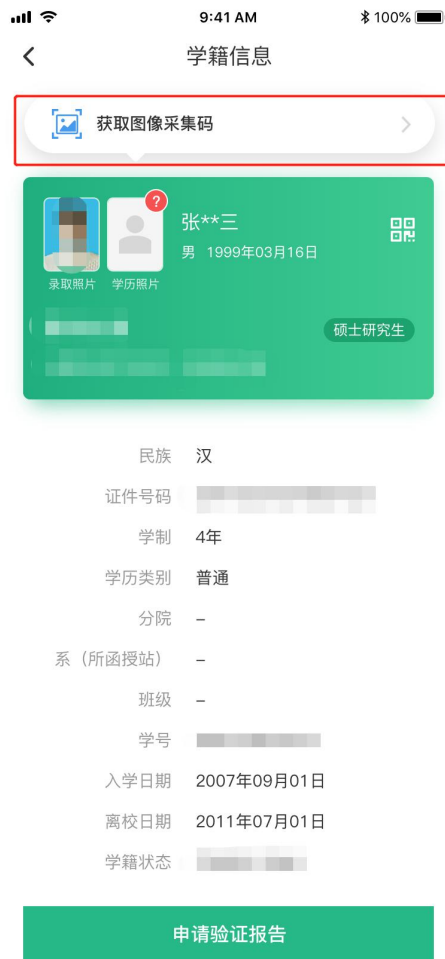 9:41 AM
100%
学籍信息
获取图像采集码
?
张**三
男 1999年03月16日
录取照片 学历照片
硕士研究生
民族 汉
证件号码
学制 4年
学历类别 普通
分院 –
系（所函授站） –
班级 –
学号
入学日期 2007年09月01日
离校日期 2011年07月01日
学籍状态
申请验证报告